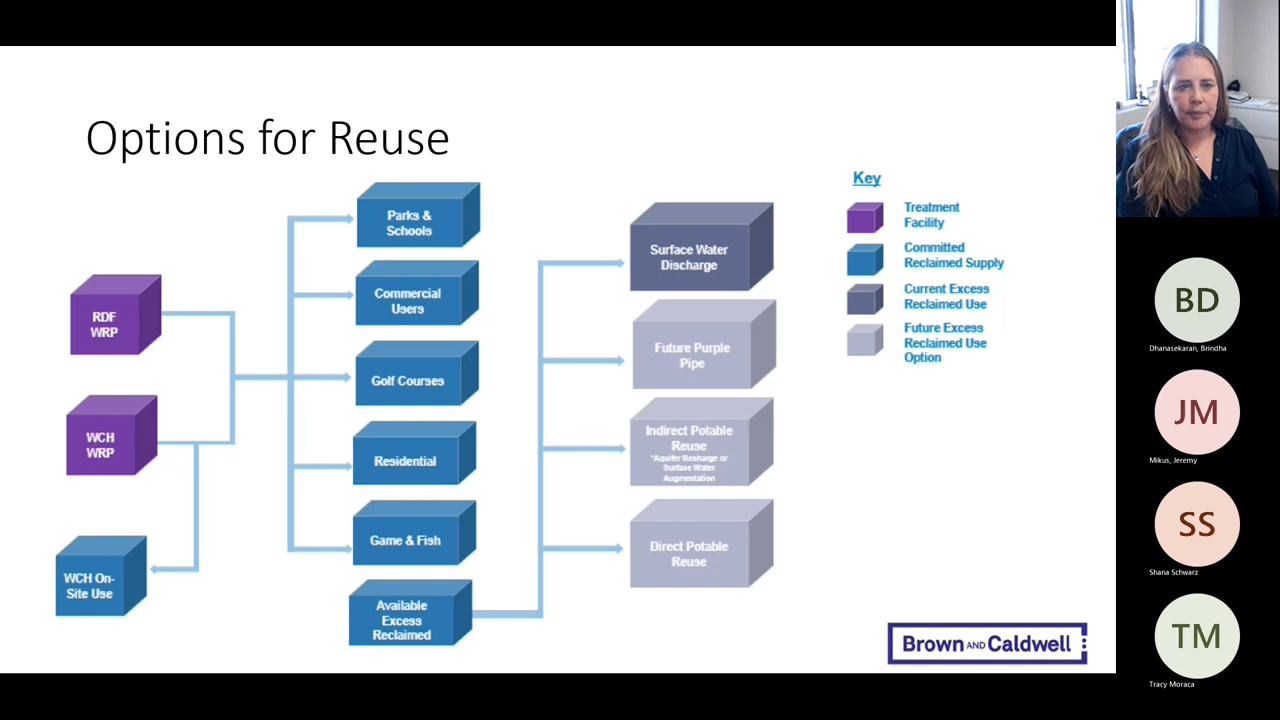 Options for Reuse
RDF
WRP
WCH
WRP
WCH On-
Site Use
Parks &
Schools
Commercial
Users
Golf Courses
Residential
Game & Fish
Available
Excess
Reclaimed
Surface Water
Discharge
Future Purple
Pipe
Indirect Potable
Reuse
*Aquifer Recharge or
Surface Water
Augmentation
Direct Potable
Reuse
Key
Treatment
Facility
Committed
Reclaimed Supply
Current Excess
Reclaimed Use
Future Excess
Reclaimed Use
Option
Brown AND Caldwell
BD
Dhanasekaran, Brindha
JM
Mikus, Jeremy
SS
Shana Schwarz
TM
Tracy Moraca